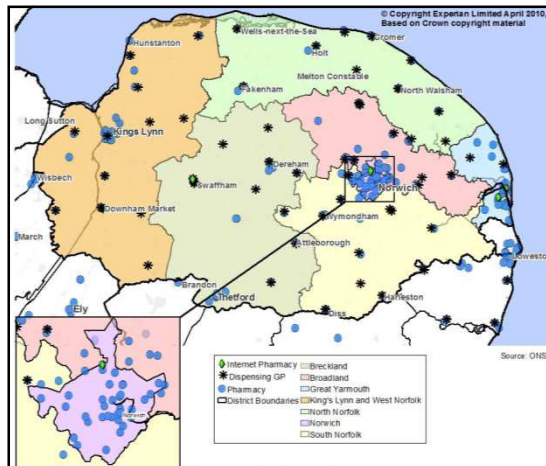 © Copyright Experian Limited April 2010,
Based on Crown copyright material
Wells-next-the-Sea
Cromer
Hunstanton
Holt
Melton Constable
Fakenham
North Walsham
Long Sutton
Kings Lynn
Dereham
Wisbech
Swaffham
Norwich
Downham Market
Wymondham
March
Attleborough
Lowestoft
Brandon
Thetford
Harleston
Ely
Diss
Source: ONS
Internet Pharmacy
Dispensing GP
Pharmacy
District Boundaries
Breckland
Broadland
Great Yarmouth
King's Lynn and West Norfolk
North Norfolk
Norwich
South Norfolk
Norwich